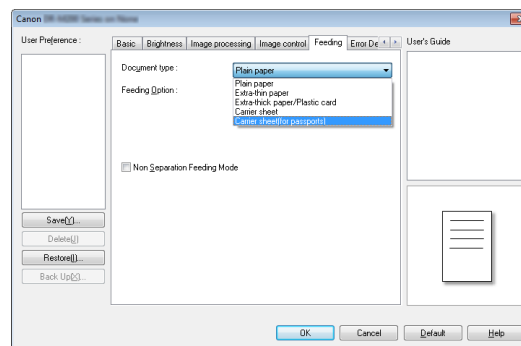 Canon
User Preference :
Basic Brightness Image processing Image control Feeding Error De
User's Guide
Document type :
Plain paper
Plain paper
Extra-thin paper
Extra-thick paper/Plastic card
Carrier sheet
Carrier sheet(for passports)
Feeding Option :
Non Separation Feeding Mode
Save(Y)...
Delete(J)
Restore(I)...
Back Up(X)...
OK Cancel Default Help